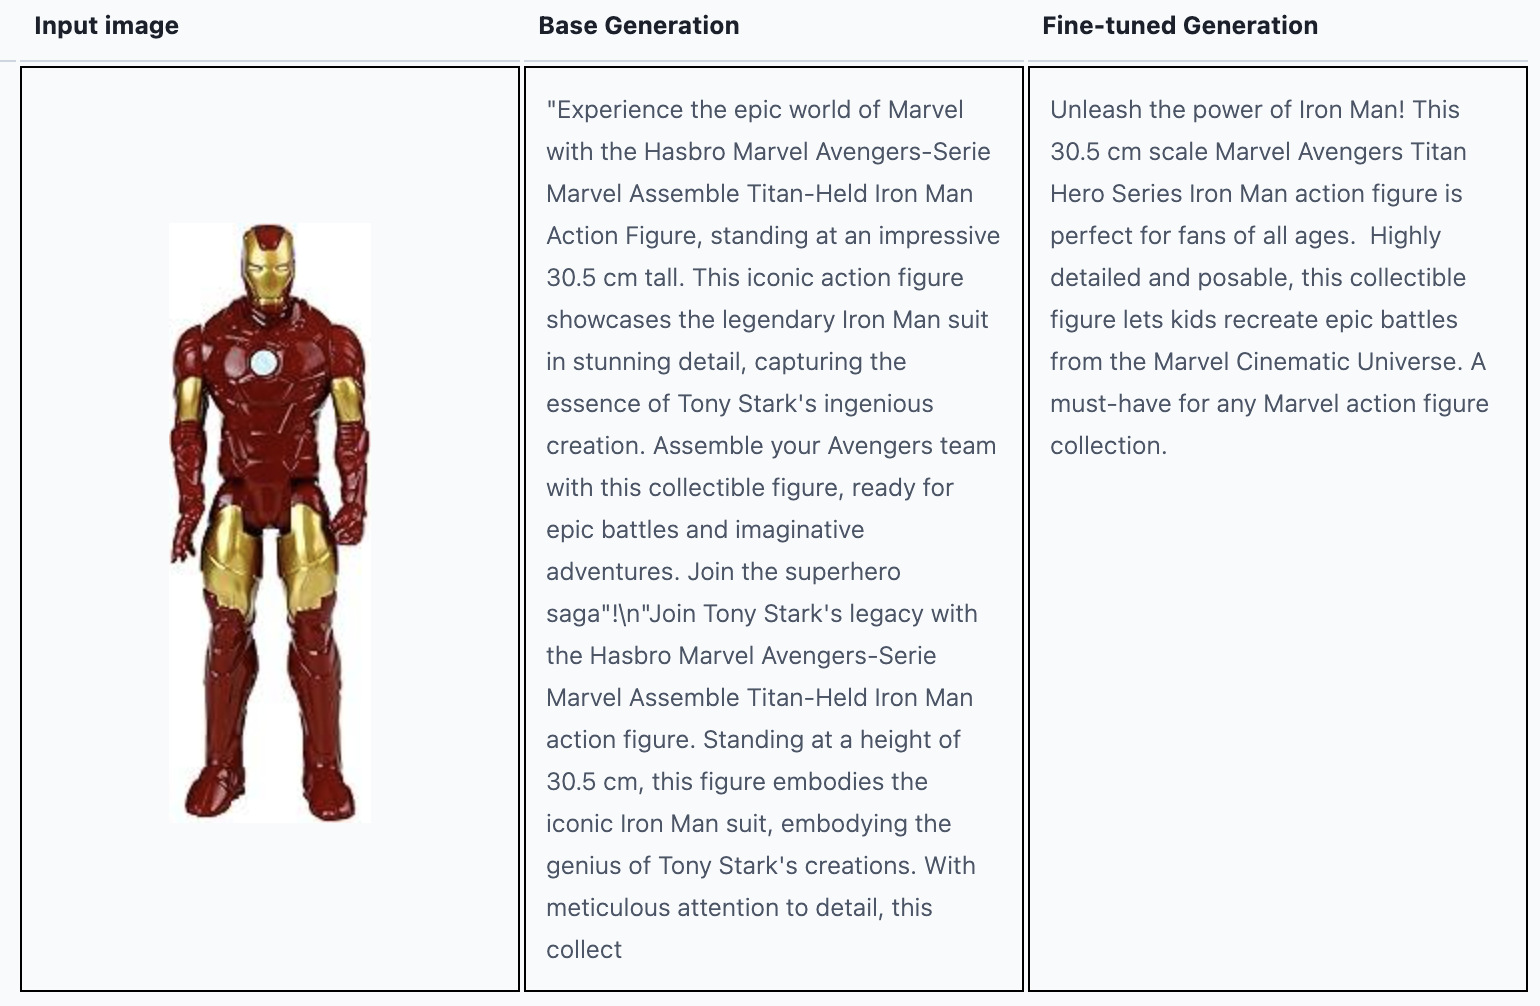 Input image
Base Generation
Fine-tuned Generation
"Experience the epic world of Marvel
with the Hasbro Marvel Avengers-Serie
Marvel Assemble Titan-Held Iron Man
Action Figure, standing at an impressive
30.5 cm tall. This iconic action figure
showcases the legendary Iron Man suit
in stunning detail, capturing the
essence of Tony Stark's ingenious
creation. Assemble your Avengers team
with this collectible figure, ready for
epic battles and imaginative
adventures. Join the superhero
saga"!\n"Join Tony Stark's legacy with
the Hasbro Marvel Avengers-Serie
Marvel Assemble Titan-Held Iron Man
action figure. Standing at a height of
30.5 cm, this figure embodies the
iconic Iron Man suit, embodying the
genius of Tony Stark's creations. With
meticulous attention to detail, this
collect
Unleash the power of Iron Man! This
30.5 cm scale Marvel Avengers Titan
Hero Series Iron Man action figure is
perfect for fans of all ages.  Highly
detailed and posable, this collectible
figure lets kids recreate epic battles
from the Marvel Cinematic Universe. A
must-have for any Marvel action figure
collection.